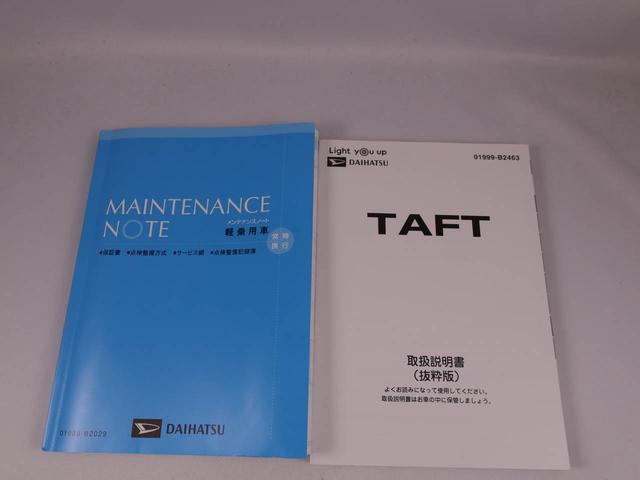 MAINTENANCE
NOTE
メンテナンスノート
軽乗用車
常時
携行
●保証書 ●点検整備方式 ●サービス網 ●点検整備記録簿
DAIHATSU
01999-B2029
Light you up
DAIHATSU
01999-B2463
TAFT
取扱説明書
(抜粋版)
よくお読みになって使用してください。
取扱説明書はお車の中に保管しましょう。